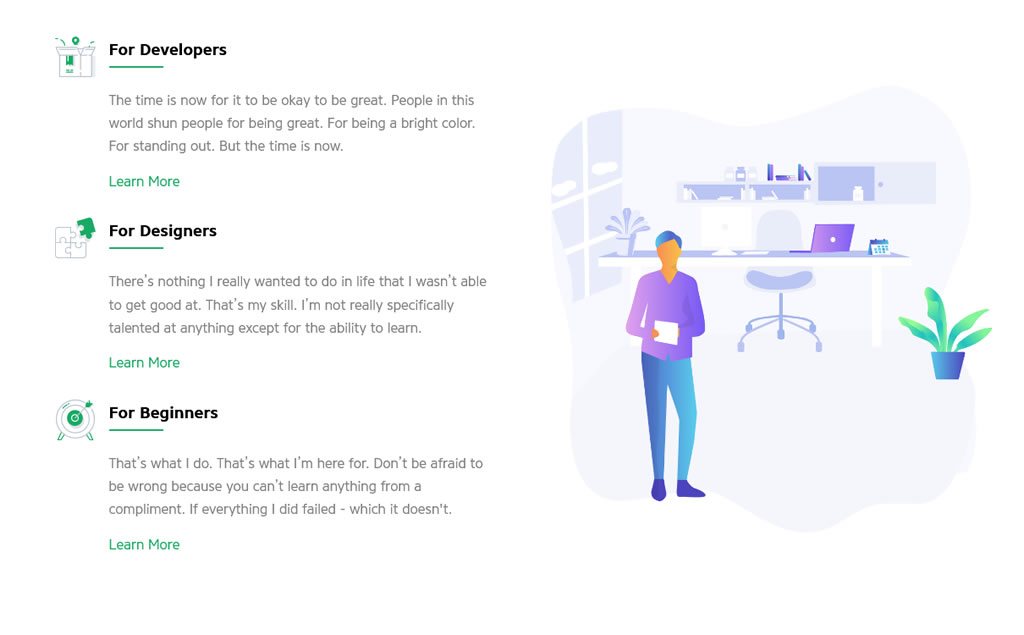 For Developers
The time is now for it to be okay to be great. People in this
world shun people for being great. For being a bright color.
For standing out. But the time is now.
Learn More
For Designers
There’s nothing I really wanted to do in life that I wasn’t able
to get good at. That’s my skill. I’m not really specifically
talented at anything except for the ability to learn.
Learn More
For Beginners
That’s what I do. That’s what I’m here for. Don’t be afraid to
be wrong because you can’t learn anything from a
compliment. If everything I did failed - which it doesn't.
Learn More